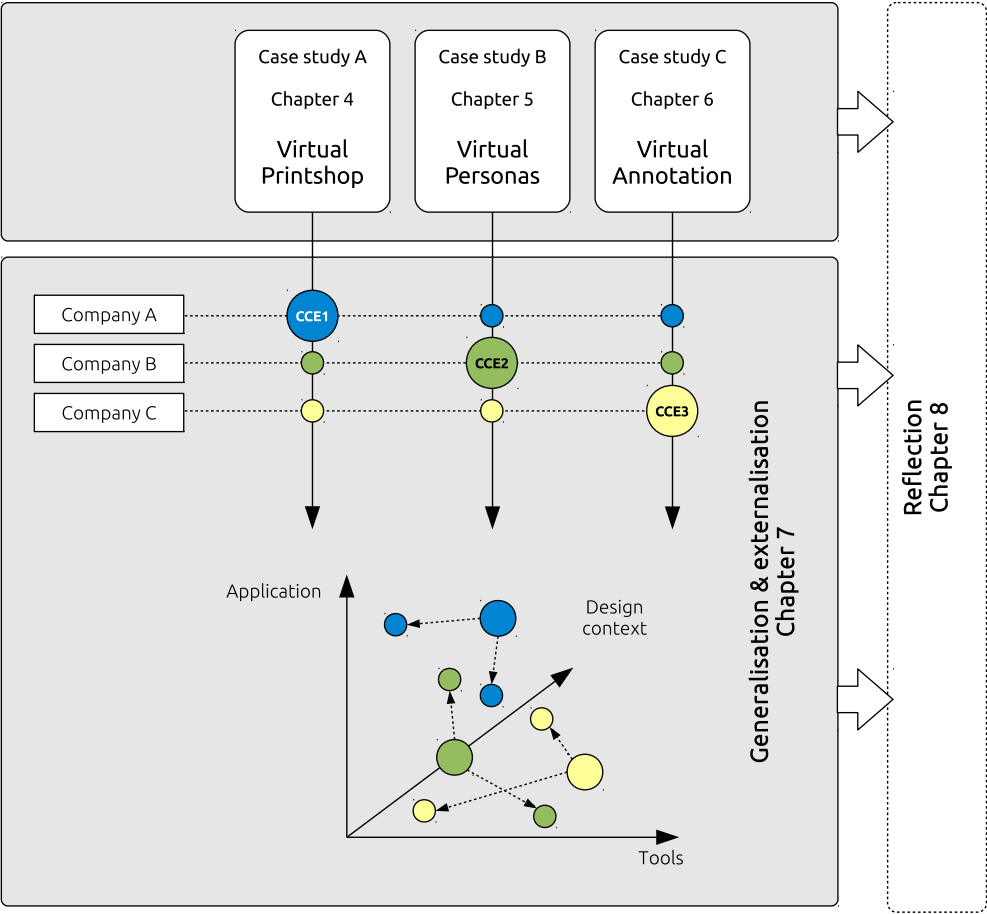 Case study A
Chapter 4
Virtual
Printshop
Case study B
Chapter 5
Virtual
Personas
Case study C
Chapter 6
Virtual
Annotation
Company A
CCE1
Company B
CCE2
Company C
CCE3
Generalisation & externalisation
Chapter 7
Reflection
Chapter 8
Application
Design
context
Tools